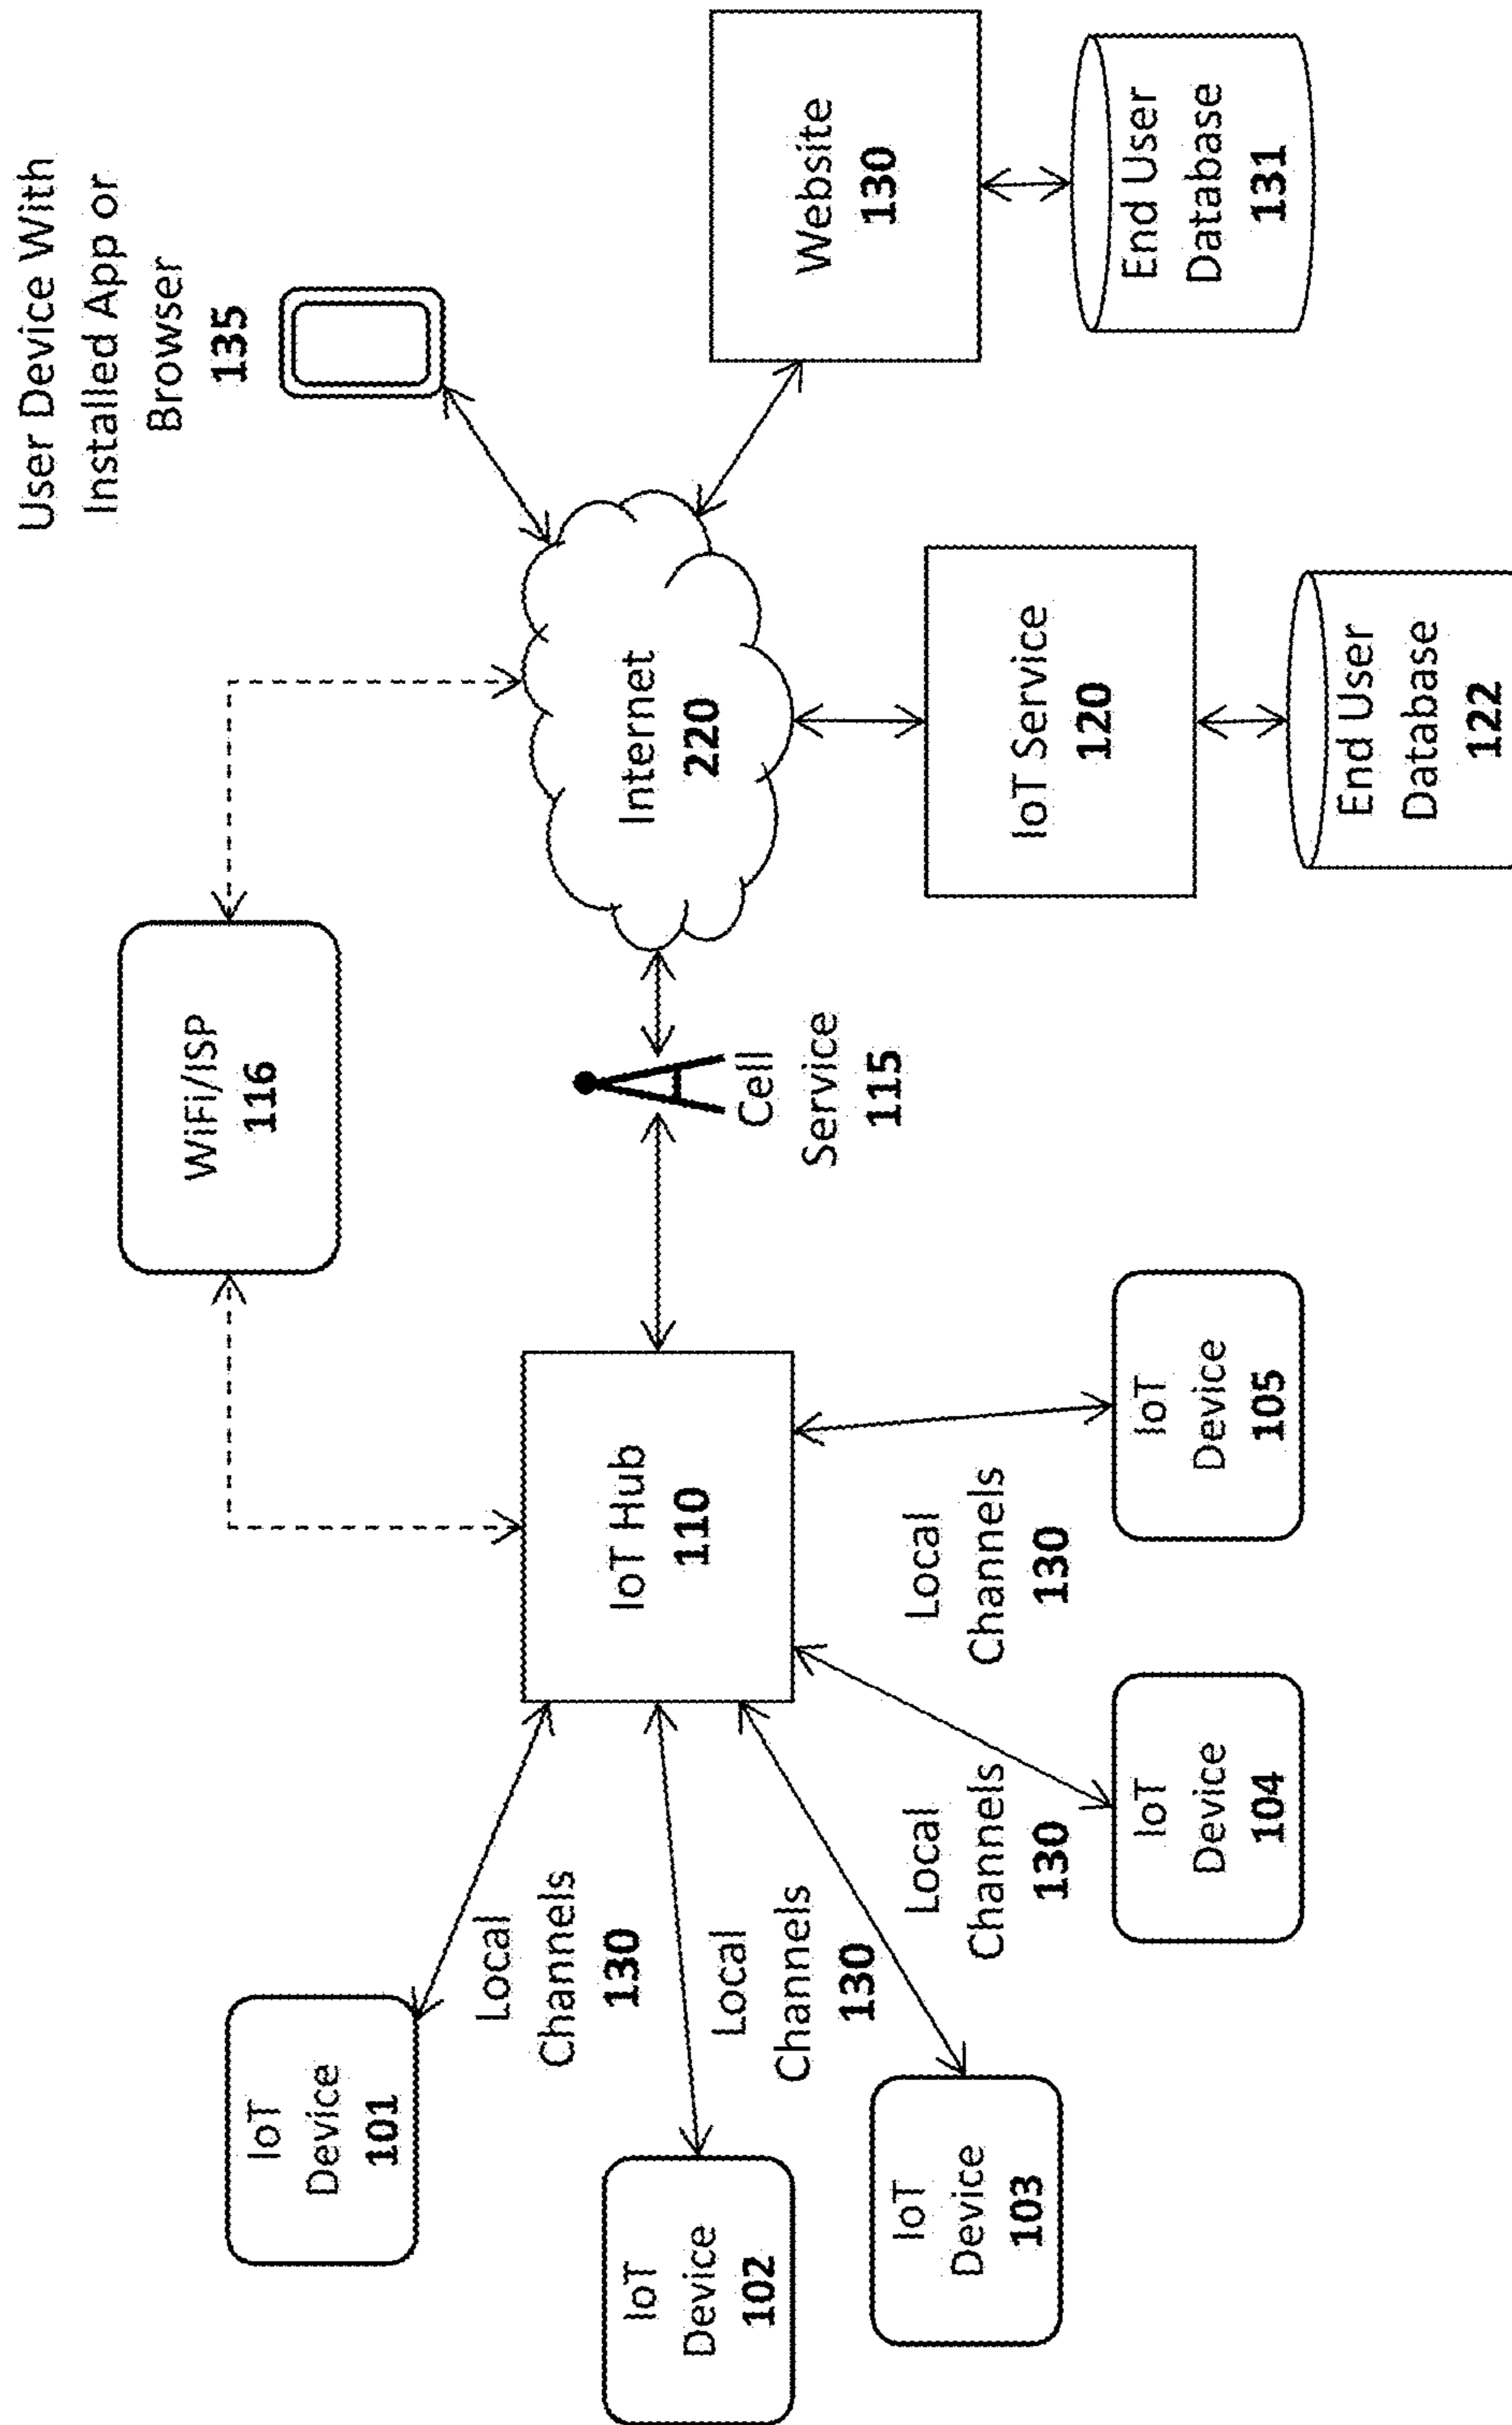 User Device With
Installed App or
Browser
135
WiFi/ISP
116
IoT
Device
101
Local
Channels
130
IoT Hub
110
Cell
Service
115
Internet
220
Website
130
IoT
Device
102
Local
Channels
130
IoT
Device
103
Local
Channels
130
Local
Channels
130
IoT Service
120
End User
Database
131
IoT
Device
104
IoT
Device
105
End User
Database
122